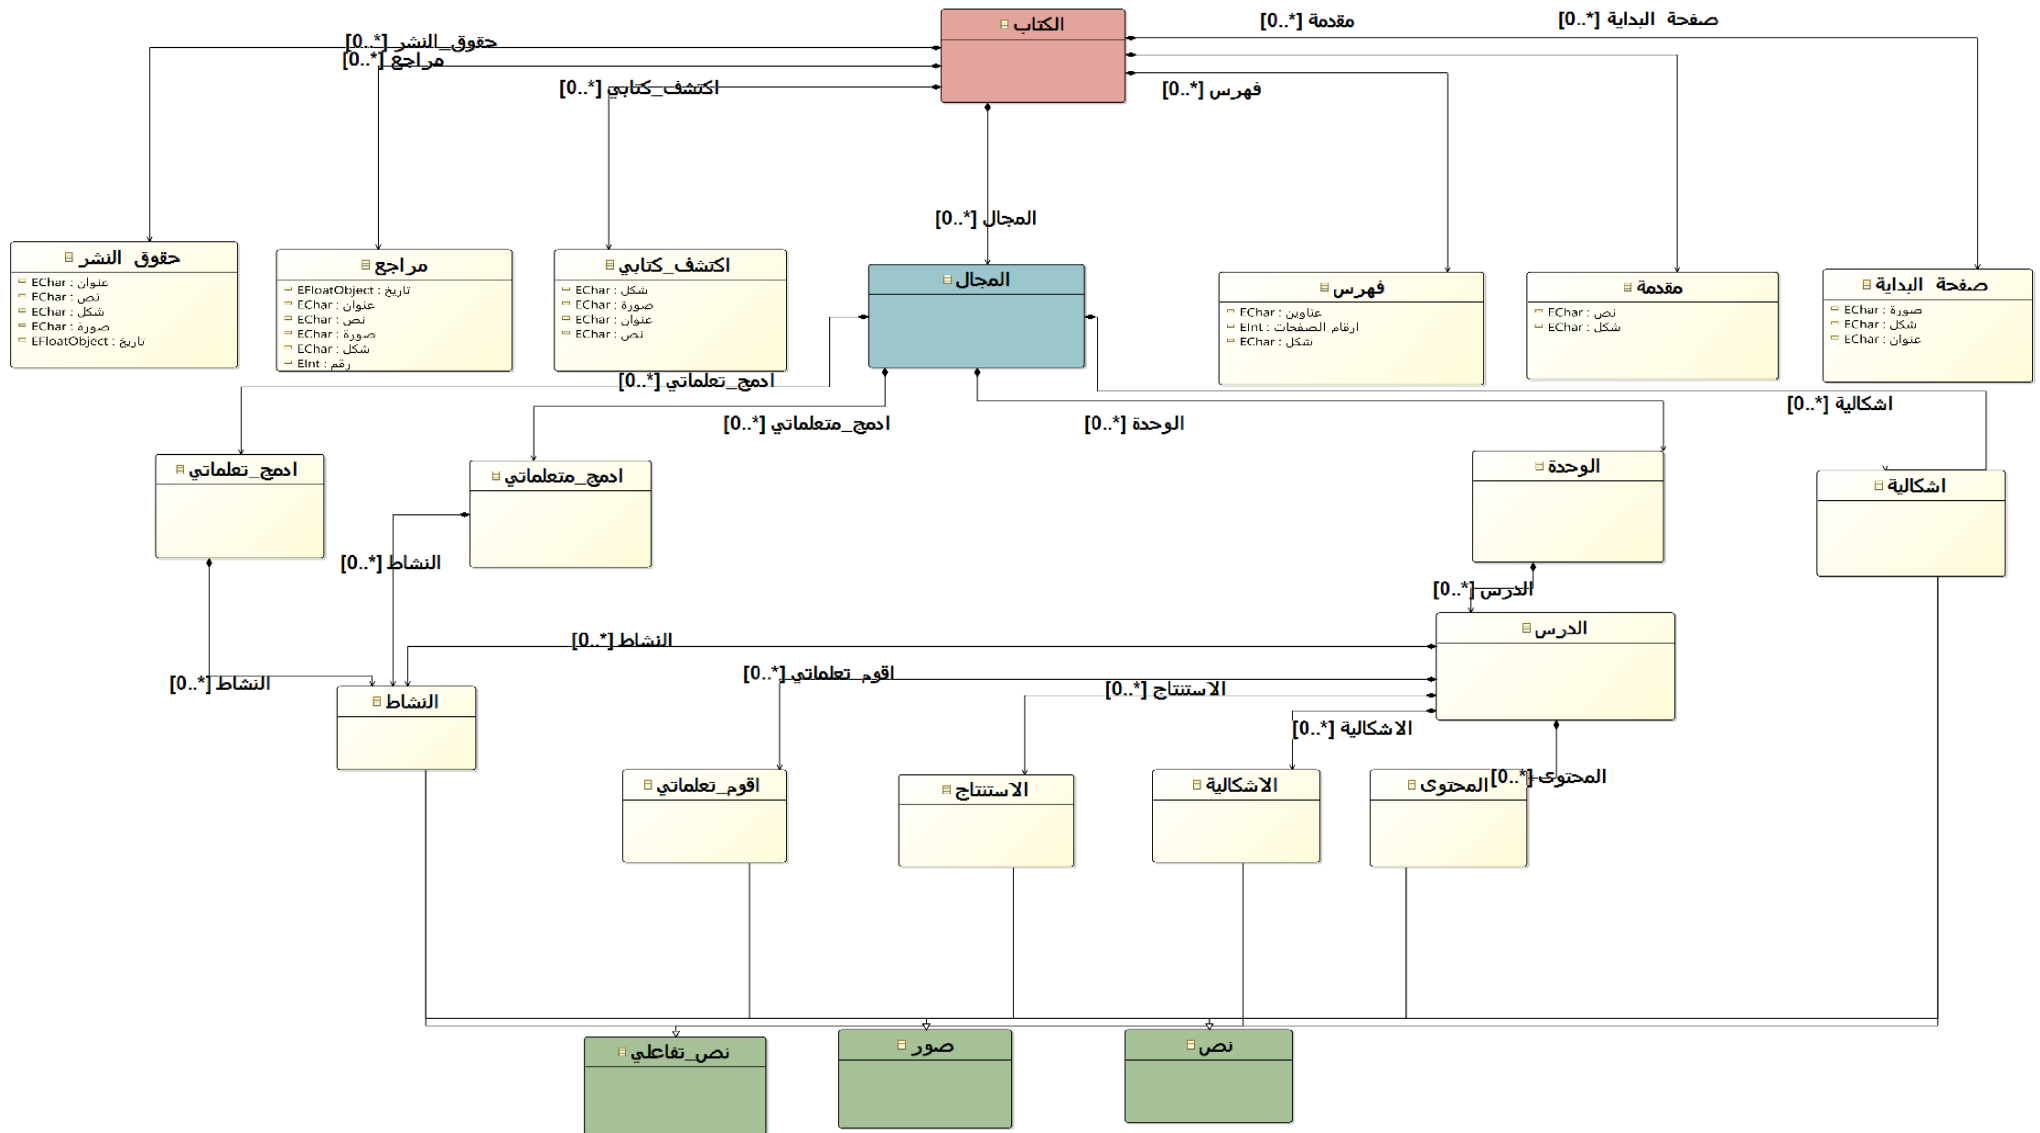 الكتاب
صفحة البداية [0..*]
مقدمة [0..*]
فهرس [0..*]
حقوق_النشر [0..*]
مراجع [0..*]
اكتشف_كتابي [0..*]
المجال [0..*]
صفحة البداية
صورة : EChar
شكل : EChar
عنوان : EChar
مقدمة
نص : EChar
شكل : EChar
فهرس
عناوين : EChar
ارقام الصفحات : EInt
شكل : EChar
المجال
اكتشف_كتابي
شكل : EChar
صورة : EChar
عنوان : EChar
نص : EChar
مراجع
تاريخ : EFloatObject
عنوان : EChar
نص : EChar
صورة : EChar
شكل : EChar
رقم : EInt
حقوق النشر
عنوان : EChar
نص : EChar
شكل : EChar
صورة : EChar
تاريخ : EFloatObject
اشكالية [0..*]
الوحدة [0..*]
ادمج_متعلماتي [0..*]
ادمج_تعلماتي [0..*]
اشكالية
الوحدة
ادمج_متعلماتي
ادمج_تعلماتي
الدرس [0..*]
النشاط [0..*]
الدرس
النشاط [0..*]
اقوم_تعلماتي [0..*]
الاستنتاج [0..*]
الاشكالية [0..*]
المحتوى [0..*]
النشاط [0..*]
النشاط
المحتوى
الاشكالية
الاستنتاج
اقوم_تعلماتي
نص
صور
نص_تفاعلي